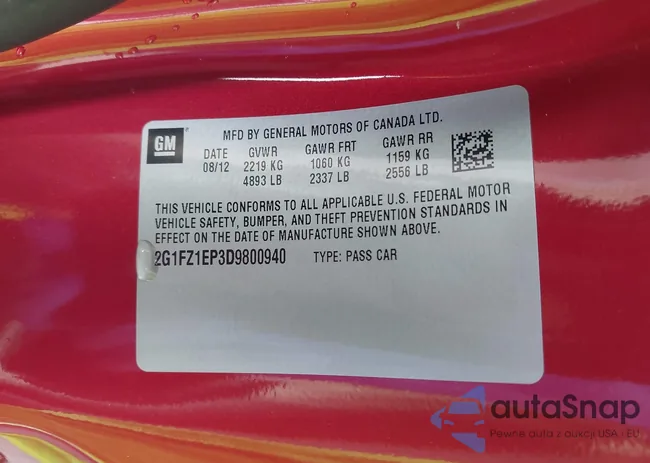 MFD BY GENERAL MOTORS OF CANADA LTD.
GM
DATE GVWR GAWR FRT GAWR RR
08/12 2219 KG 1060 KG 1159 KG
4893 LB 2337 LB 2556 LB
THIS VEHICLE CONFORMS TO ALL APPLICABLE U.S. FEDERAL MOTOR
VEHICLE SAFETY, BUMPER, AND THEFT PREVENTION STANDARDS IN
EFFECT ON THE DATE OF MANUFACTURE SHOWN ABOVE.
2G1FZ1EP3D9800940 TYPE: PASS CAR
autaSnap
Pewne auta z aukcji USA i EU